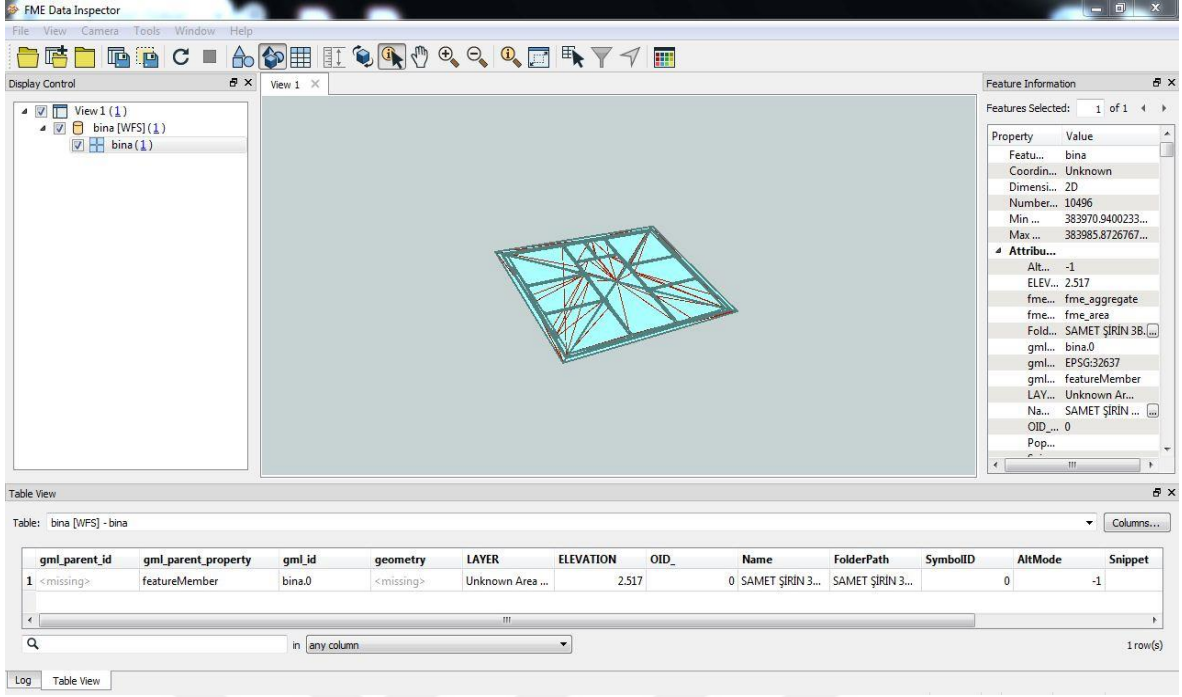 FME Data Inspector
File View Camera Tools Window Help
Display Control
View 1
Feature Information
View 1 (1)
bina [WFS] (1)
bina (1)
Features Selected: 1 of 1
Property Value
Featu... bina
Coordin... Unknown
Dimensi... 2D
Number... 10496
Min ... 383970.9400233...
Max ... 383985.8726767...
Attribu...
Alt... -1
ELEV... 2.517
fme... fme_aggregate
fme... fme_area
Fold... SAMET ŞİRİN 3B. ...
gml... bina.0
gml... EPSG:32637
gml... featureMember
LAY... Unknown Ar...
Na... SAMET ŞİRİN ... ...
OID_... 0
Pop...
Table View
Table: bina [WFS] - bina
Columns...
gml_parent_id gml_parent_property gml_id geometry LAYER ELEVATION OID_ Name FolderPath SymbolID AltMode Snippet
1 <missing> featureMember bina.0 <missing> Unknown Area ... 2.517 0 SAMET ŞİRİN 3... SAMET ŞİRİN 3... 0 -1
in any column
1 row(s)
Log Table View